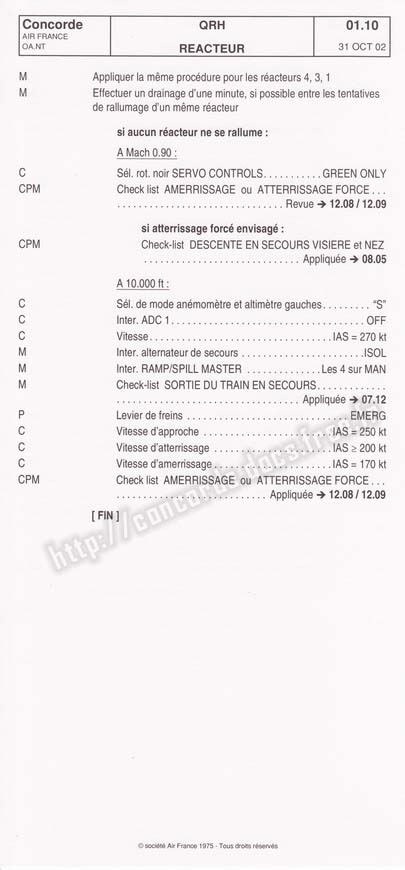 Concorde QRH 01.10
AIR FRANCE
OA.NT REACTEUR 31 OCT 02
M Appliquer la même procédure pour les réacteurs 4, 3, 1
M Effectuer un drainage d'une minute, si possible entre les tentatives
de rallumage d'un même réacteur
si aucun réacteur ne se rallume :
A Mach 0.90 :
C Sél. rot. noir SERVO CONTROLS. . . . . . . . . . . GREEN ONLY
CPM Check list AMERRISSAGE ou ATTERRISSAGE FORCE . . .
. . . . . . . . . . . . . . . . . . . . . . . . . . . . . Revue ➔ 12.08 / 12.09
si atterrissage forcé envisagé :
CPM Check-list DESCENTE EN SECOURS VISIERE et NEZ
. . . . . . . . . . . . . . . . . . . . . . . . . . . Appliquée ➔ 08.05
A 10.000 ft :
C Sél. de mode anémomètre et altimètre gauches. . . . . . . . . "S"
C Inter. ADC 1 . . . . . . . . . . . . . . . . . . . . . . . . . . . . . . . . . . OFF
C Vitesse . . . . . . . . . . . . . . . . . . . . . . . . . . . . . . . IAS = 270 kt
M Inter. alternateur de secours . . . . . . . . . . . . . . . . . . . . . ISOL
M Inter. RAMP/SPILL MASTER . . . . . . . . . . . . . Les 4 sur MAN
M Check-list SORTIE DU TRAIN EN SECOURS. . . . . . . . . . . .
. . . . . . . . . . . . . . . . . . . . . . . . . . . . . . . Appliquée ➔ 07.12
P Levier de freins . . . . . . . . . . . . . . . . . . . . . . . . . . . . . EMERG
C Vitesse d'approche . . . . . . . . . . . . . . . . . . . . . . IAS = 250 kt
C Vitesse d'atterrissage . . . . . . . . . . . . . . . . . . . . IAS ≥ 200 kt
C Vitesse d'amerrissage . . . . . . . . . . . . . . . . . . . . IAS = 170 kt
CPM Check list AMERRISSAGE ou ATTERRISSAGE FORCE . . .
. . . . . . . . . . . . . . . . . . . . . . . . . . Appliquée ➔ 12.08 / 12.09
[ FIN ]
© société Air France 1975 - Tous droits réservés